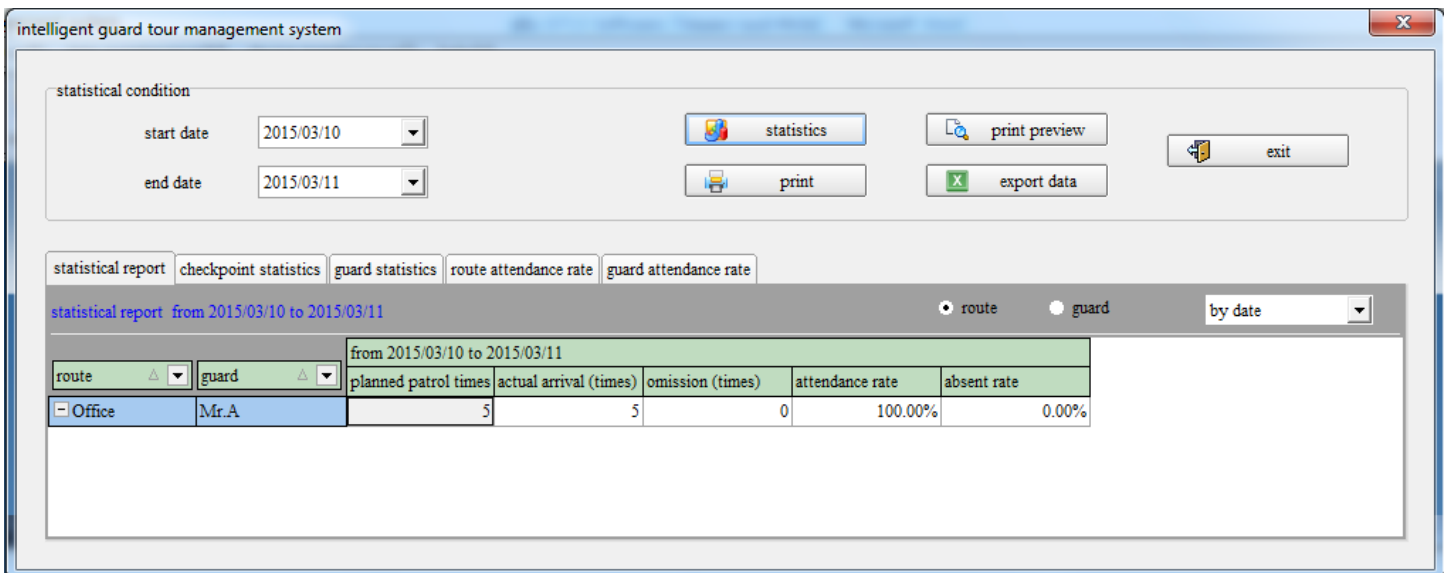 intelligent guard tour management system
statistical condition
start date 2015/03/10 statistics print preview
exit
end date 2015/03/11 print export data
statistical report checkpoint statistics guard statistics route attendance rate guard attendance rate
statistical report from 2015/03/10 to 2015/03/11 route guard by date
from 2015/03/10 to 2015/03/11
route guard planned patrol times actual arrival (times) omission (times) attendance rate absent rate
Office Mr.A 5 5 0 100.00% 0.00%